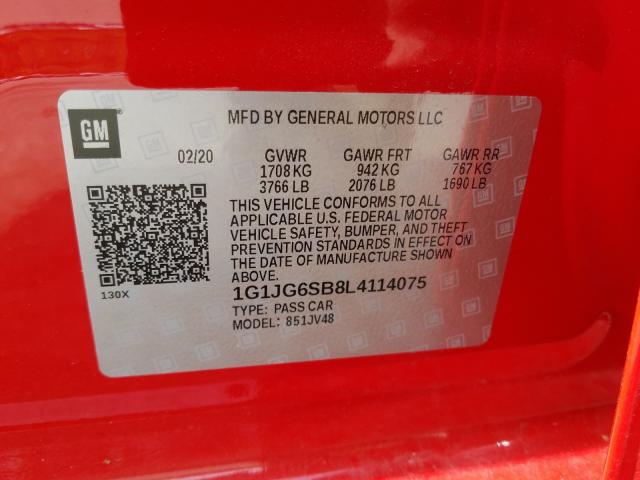 GM
MFD BY GENERAL MOTORS LLC
02/20 GVWR GAWR FRT GAWR RR
1708 KG 942 KG 767 KG
3766 LB 2076 LB 1690 LB
THIS VEHICLE CONFORMS TO ALL
APPLICABLE U.S. FEDERAL MOTOR
VEHICLE SAFETY, BUMPER, AND THEFT
PREVENTION STANDARDS IN EFFECT ON
THE DATE OF MANUFACTURE SHOWN
ABOVE.
130X
1G1JG6SB8L4114075
TYPE: PASS CAR
MODEL: 851JV48